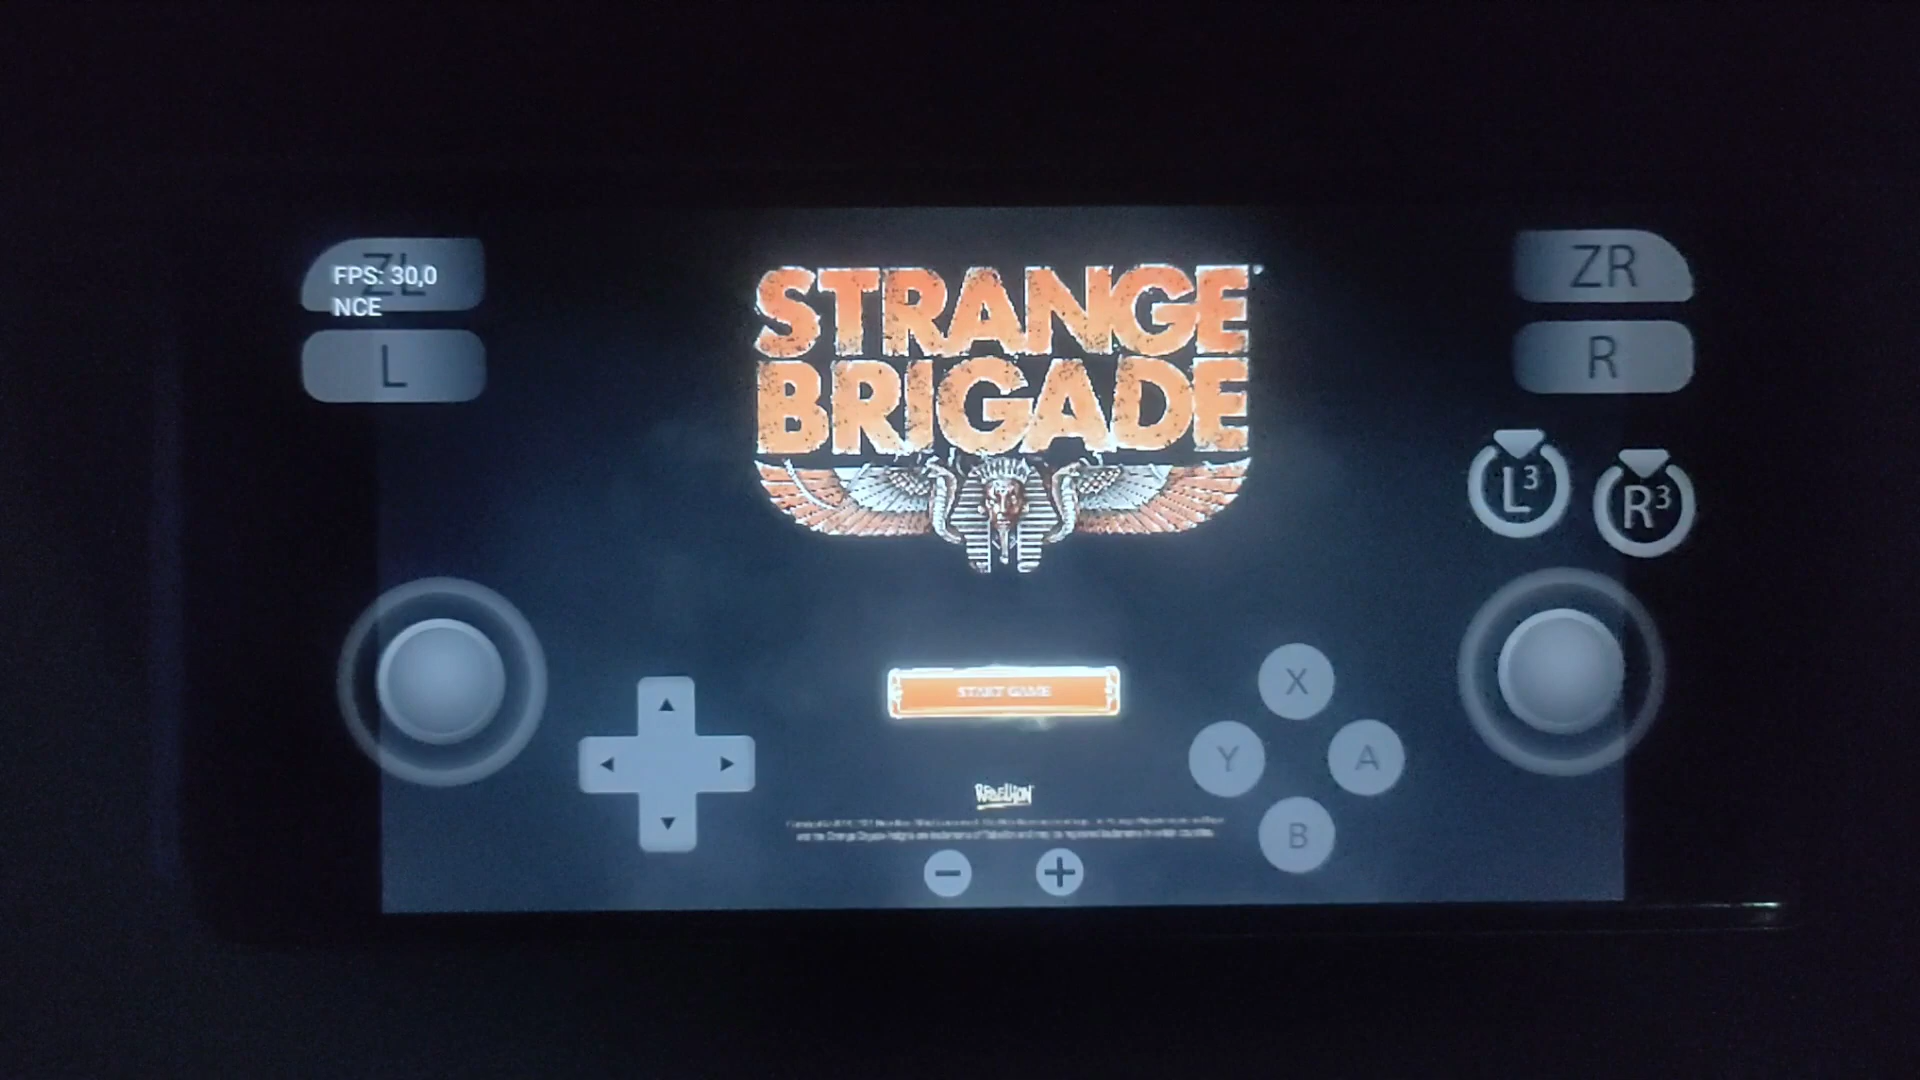 ZL
FPS: 30,0
NCE
L
ZR
R
STRANGE
BRIGADE
L3
R3
START GAME
X
Y
A
B
REBELLION